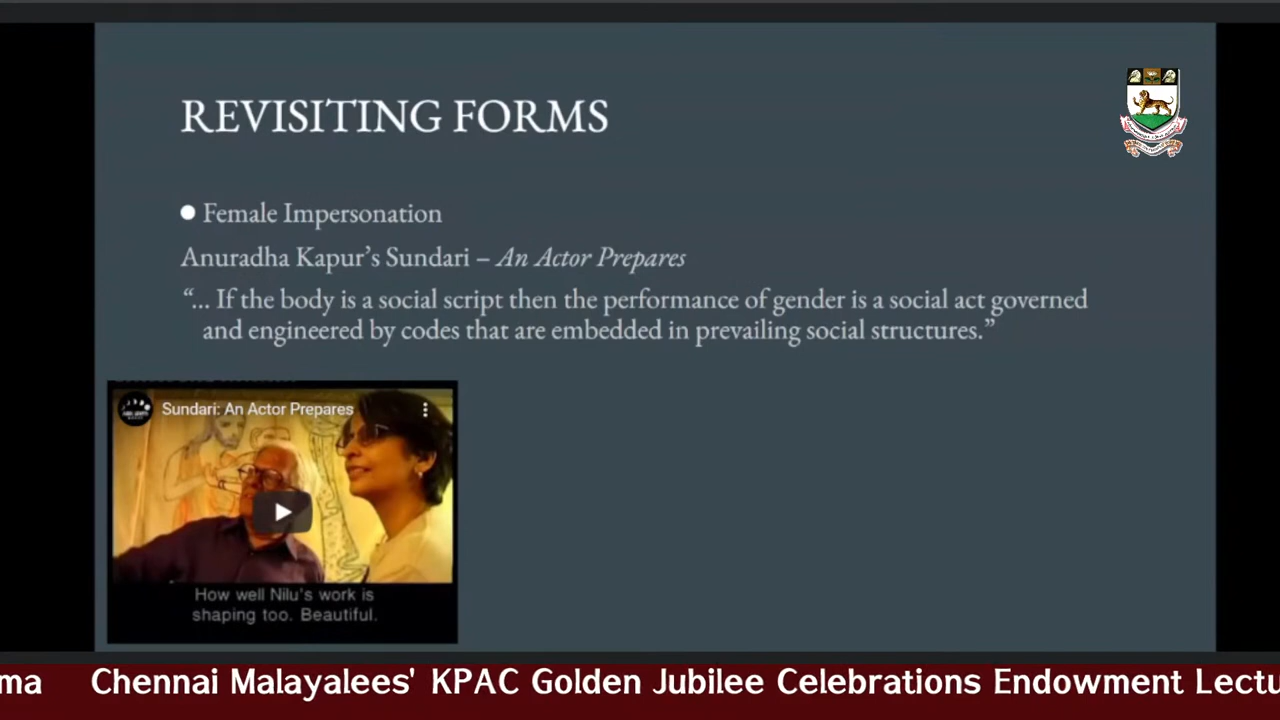 REVISITING FORMS
● Female Impersonation
Anuradha Kapur’s Sundari – An Actor Prepares
“... If the body is a social script then the performance of gender is a social act governed
and engineered by codes that are embedded in prevailing social structures.”
Sundari: An Actor Prepares
How well Nilu's work is
shaping too. Beautiful.
ma Chennai Malayalees' KPAC Golden Jubilee Celebrations Endowment Lectu